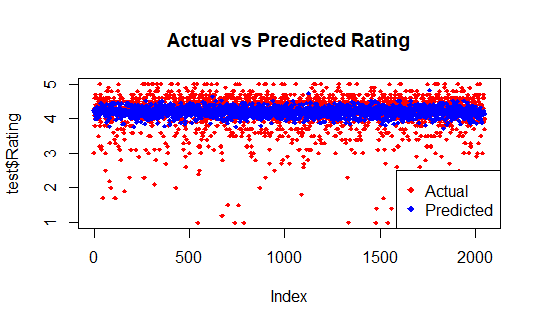 Actual vs Predicted Rating
test$Rating
5
4
3
2
1
Actual
Predicted
0
500
1000
1500
2000
Index